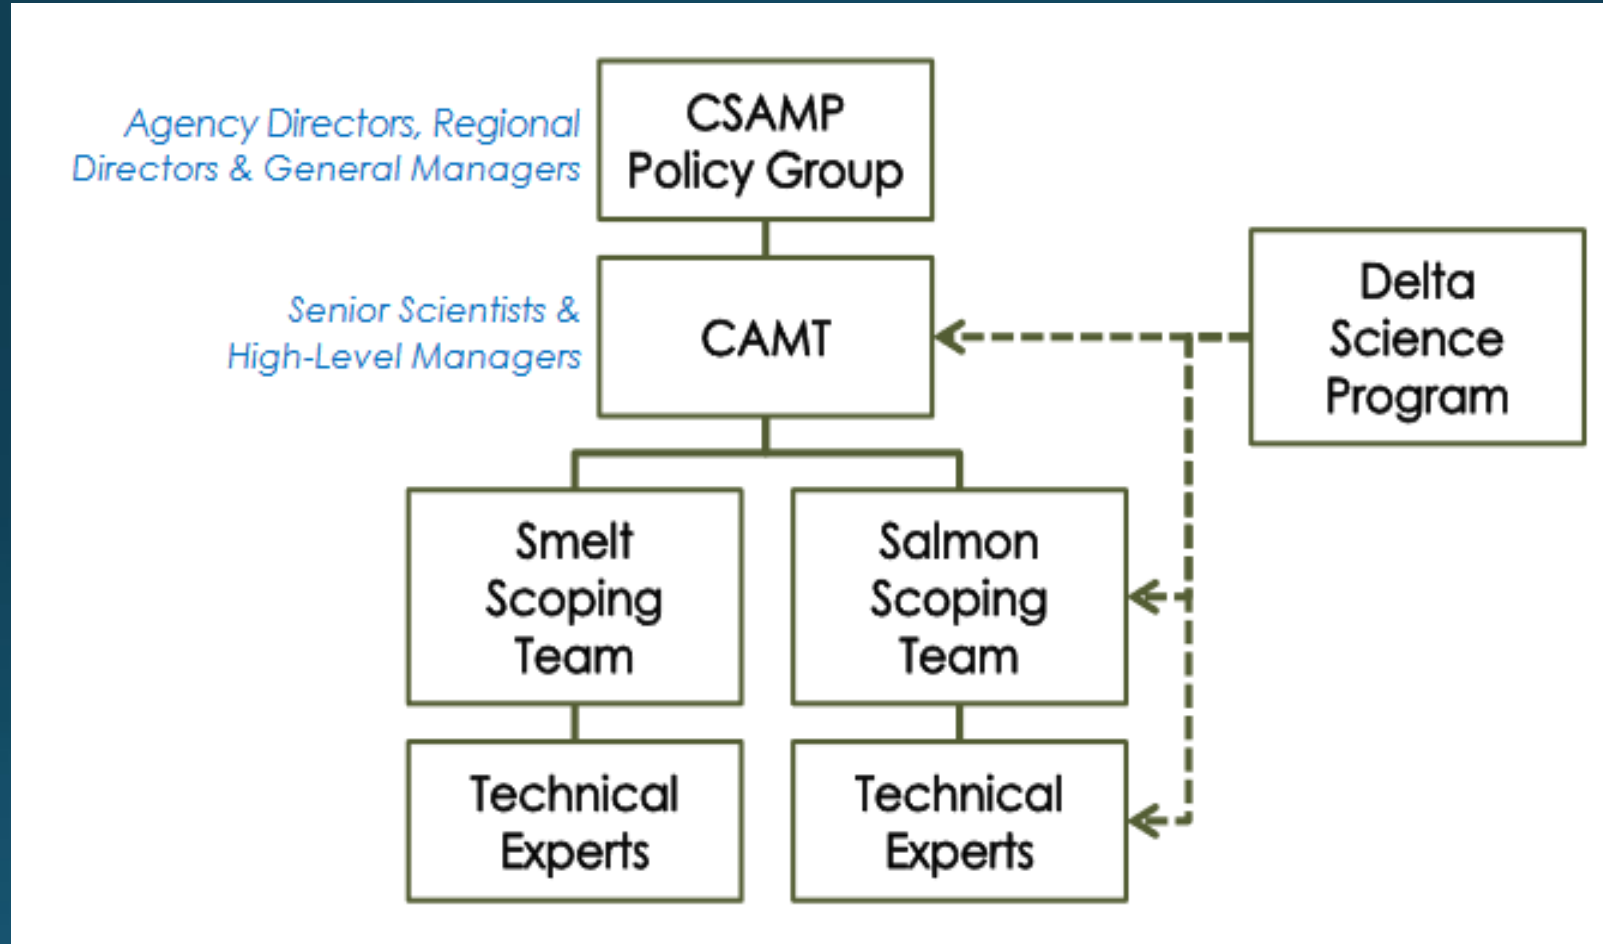 Agency Directors, Regional
Directors & General Managers
CSAMP
Policy Group
Senior Scientists &
High-Level Managers
CAMT
Delta
Science
Program
Smelt
Scoping
Team
Salmon
Scoping
Team
Technical
Experts
Technical
Experts